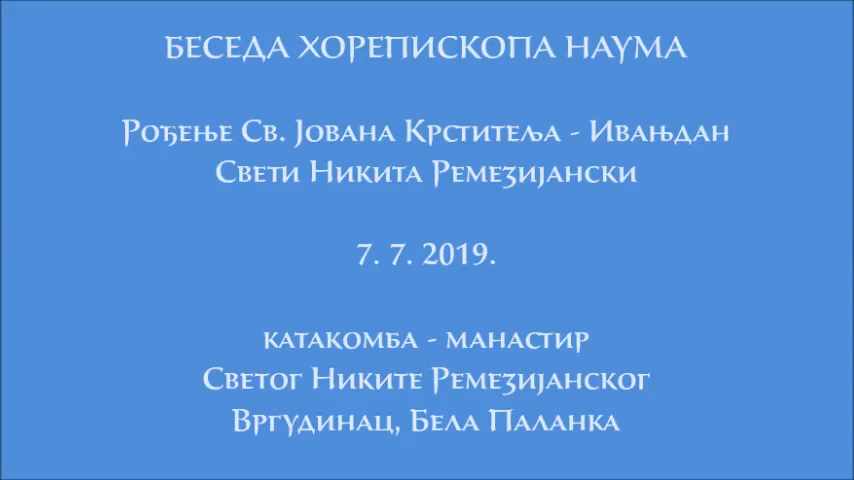 БЕСЕДА ХОРЕПИСКОПА НАУМА
Рођење Св. Јована Крститеља - Ивањдан
Свети Никита Ремезијански
7. 7. 2019.
катакомба - манастир
Светог Никите Ремезијанског
Вргудинац, Бела Паланка